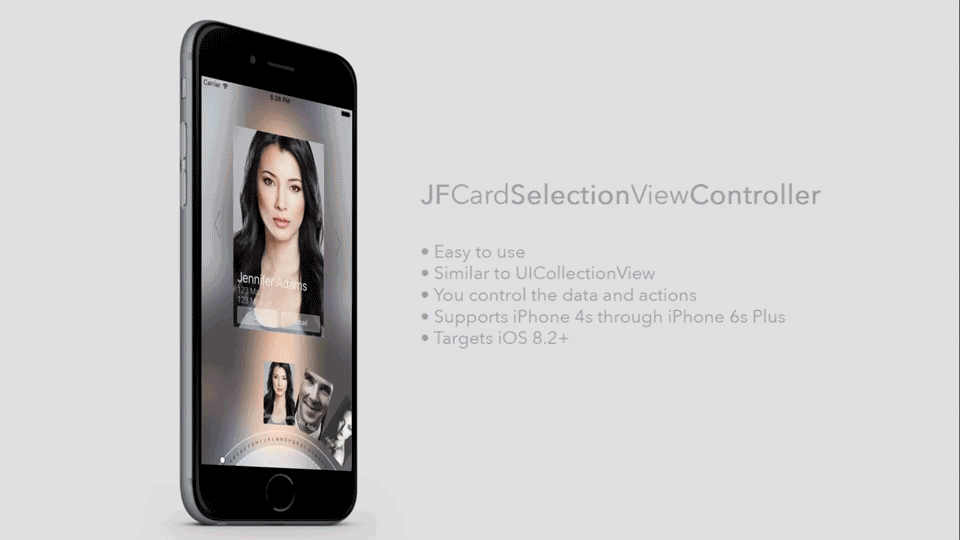 Carrier
5:28 PM
Jennifer Adams
JFCardSelectionViewController
• Easy to use
• Similar to UICollectionView
• You control the data and actions
• Supports iPhone 4s through iPhone 6s Plus
• Targets iOS 8.2+